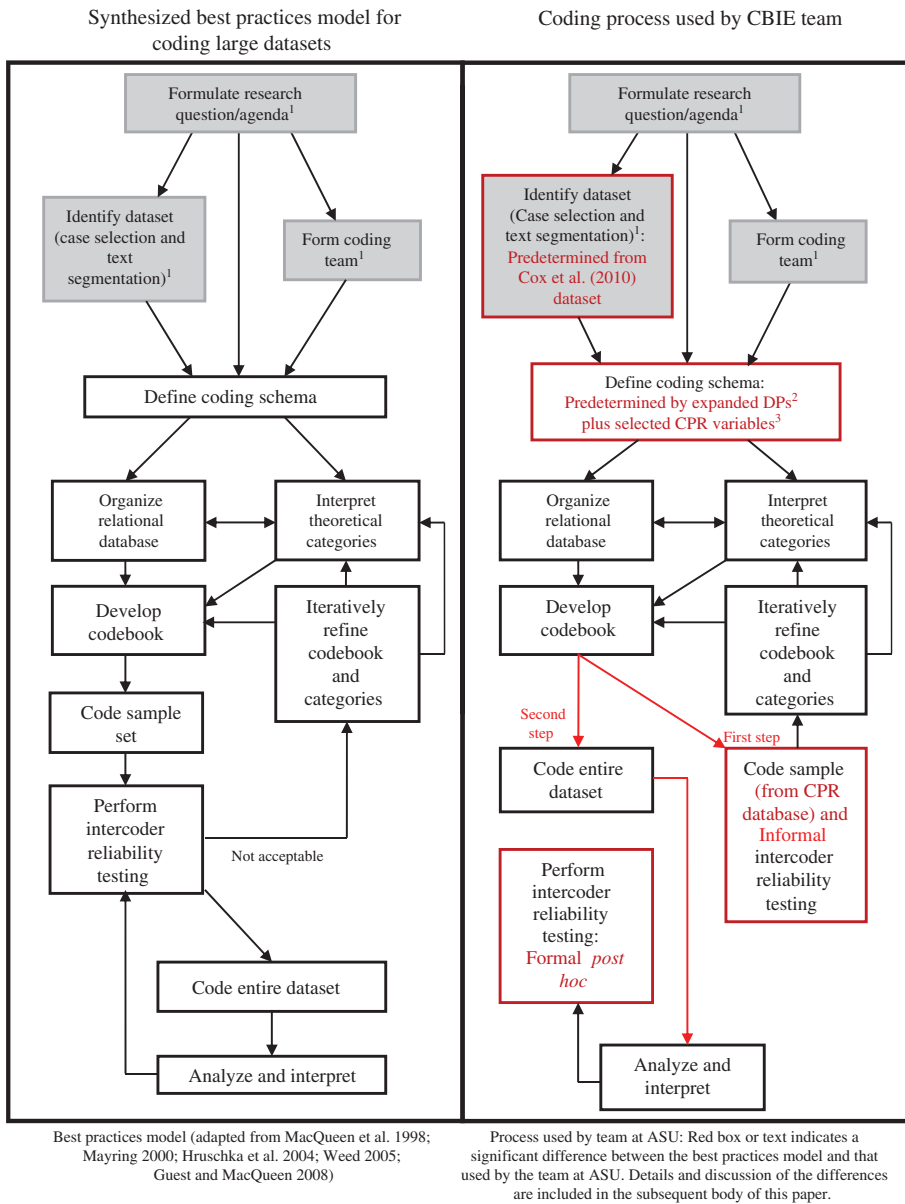 Synthesized best practices model for
coding large datasets
Formulate research
question/agenda¹
Identify dataset
(case selection and
text
segmentation)¹
Form coding
team¹
Define coding schema
Organize
relational
database
Interpret
theoretical
categories
Develop
codebook
Iteratively
refine
codebook
and
categories
Code sample
set
Perform
intercoder
reliability
testing
Not acceptable
Code entire dataset
Analyze and interpret
Best practices model (adapted from MacQueen et al. 1998;
Mayring 2000; Hruschka et al. 2004; Weed 2005;
Guest and MacQueen 2008)
Coding process used by CBIE team
Formulate research
question/agenda¹
Identify dataset
(Case selection and
text segmentation)¹:
Predetermined from
Cox et al. (2010)
dataset
Form coding
team¹
Define coding schema:
Predetermined by expanded DPs²
plus selected CPR variables³
Organize
relational
database
Interpret
theoretical
categories
Develop
codebook
Iteratively
refine
codebook
and
categories
Second
step
First step
Code entire
dataset
Code sample
(from CPR
database) and
Informal
intercoder
reliability
testing
Perform
intercoder
reliability
testing:
Formal post
hoc
Analyze and
interpret
Process used by team at ASU: Red box or text indicates a
significant difference between the best practices model and that
used by the team at ASU. Details and discussion of the differences
are included in the subsequent body of this paper.